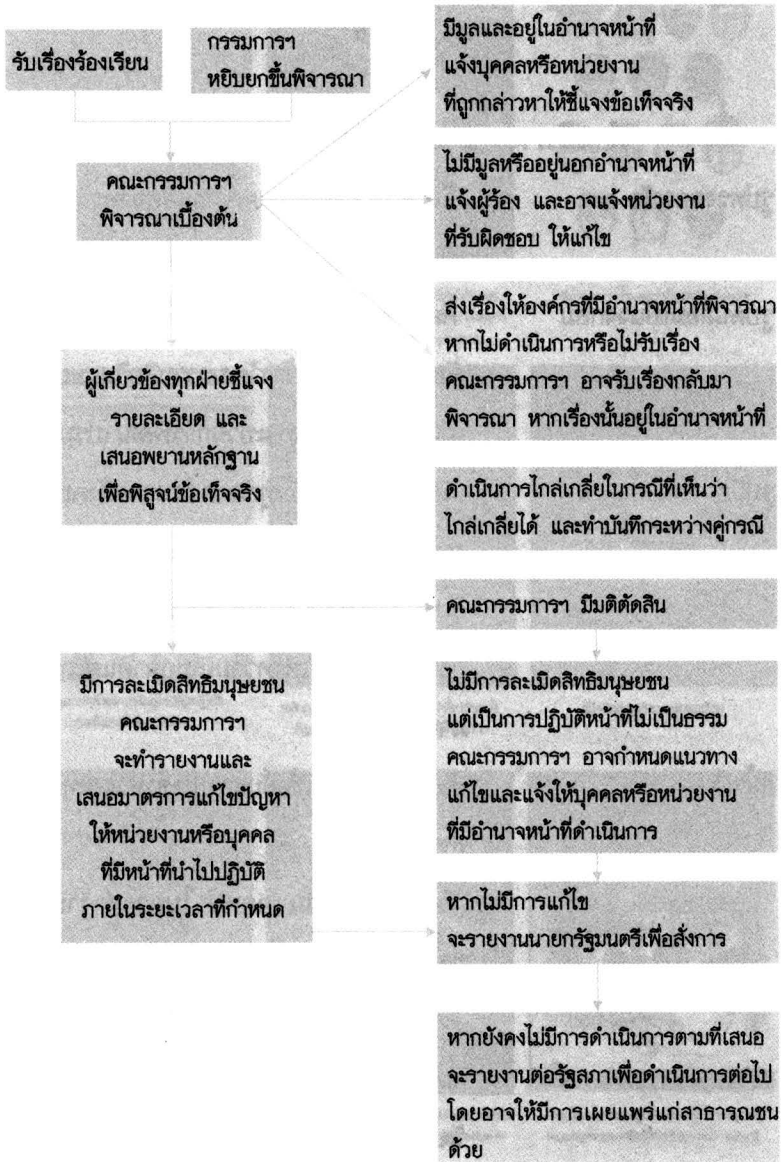 รับเรื่องร้องเรียน
กรรมการฯ
หยิบยกขึ้นพิจารณา
คณะกรรมการฯ
พิจารณาเบื้องต้น
มีมูลและอยู่ในอำนาจหน้าที่
แจ้งบุคคลหรือหน่วยงาน
ที่ถูกกล่าวหาให้ชี้แจงข้อเท็จจริง
ไม่มีมูลหรืออยู่นอกอำนาจหน้าที่
แจ้งผู้ร้อง และอาจแจ้งหน่วยงาน
ที่รับผิดชอบ ให้แก้ไข
ส่งเรื่องให้องค์กรที่มีอำนาจหน้าที่พิจารณา
หากไม่ดำเนินการหรือไม่รับเรื่อง
คณะกรรมการฯ อาจรับเรื่องกลับมา
พิจารณา หากเรื่องนั้นอยู่ในอำนาจหน้าที่
ผู้เกี่ยวข้องทุกฝ่ายชี้แจง
รายละเอียด และ
เสนอพยานหลักฐาน
เพื่อพิสูจน์ข้อเท็จจริง
ดำเนินการไกล่เกลี่ยในกรณีที่เห็นว่า
ไกล่เกลี่ยได้ และทำบันทึกระหว่างคู่กรณี
คณะกรรมการฯ มีมติตัดสิน
มีการละเมิดสิทธิมนุษยชน
คณะกรรมการฯ
จะทำรายงานและ
เสนอมาตรการแก้ไขปัญหา
ให้หน่วยงานหรือบุคคล
ที่มีหน้าที่นำไปปฏิบัติ
ภายในระยะเวลาที่กำหนด
ไม่มีการละเมิดสิทธิมนุษยชน
แต่เป็นการปฏิบัติหน้าที่ไม่เป็นธรรม
คณะกรรมการฯ อาจกำหนดแนวทาง
แก้ไขและแจ้งให้บุคคลหรือหน่วยงาน
ที่มีอำนาจหน้าที่ดำเนินการ
หากไม่มีการแก้ไข
จะรายงานนายกรัฐมนตรีเพื่อสั่งการ
หากยังคงไม่มีการดำเนินการตามที่เสนอ
จะรายงานต่อรัฐสภาเพื่อดำเนินการต่อไป
โดยอาจให้มีการเผยแพร่แก่สาธารณชน
ด้วย